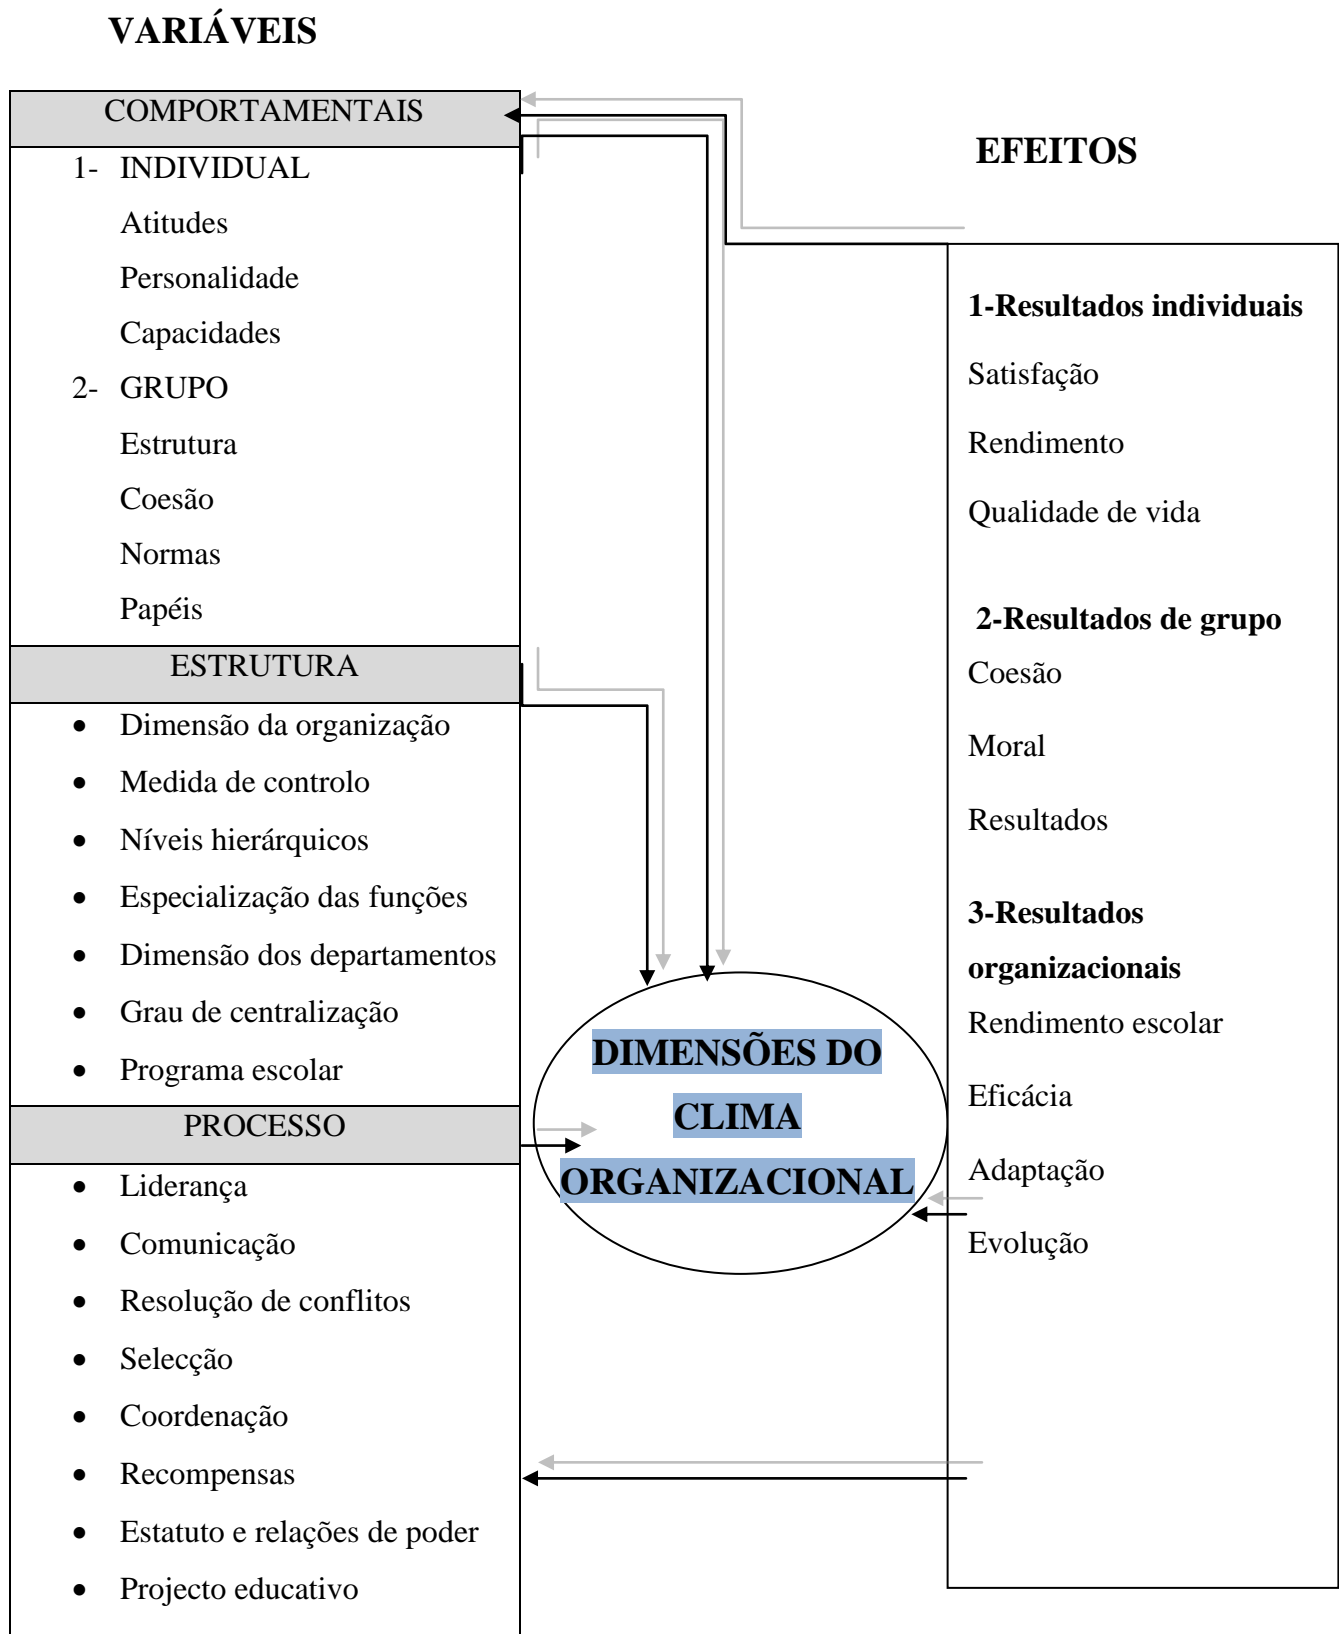 VARIÁVEIS
COMPORTAMENTAIS
1- INDIVIDUAL
Atitudes
Personalidade
Capacidades
2- GRUPO
Estrutura
Coesão
Normas
Papéis
ESTRUTURA
• Dimensão da organização
• Medida de controlo
• Níveis hierárquicos
• Especialização das funções
• Dimensão dos departamentos
• Grau de centralização
• Programa escolar
PROCESSO
• Liderança
• Comunicação
• Resolução de conflitos
• Selecção
• Coordenação
• Recompensas
• Estatuto e relações de poder
• Projecto educativo
DIMENSÕES DO
CLIMA
ORGANIZACIONAL
EFEITOS
1-Resultados individuais
Satisfação
Rendimento
Qualidade de vida
2-Resultados de grupo
Coesão
Moral
Resultados
3-Resultados
organizacionais
Rendimento escolar
Eficácia
Adaptação
Evolução